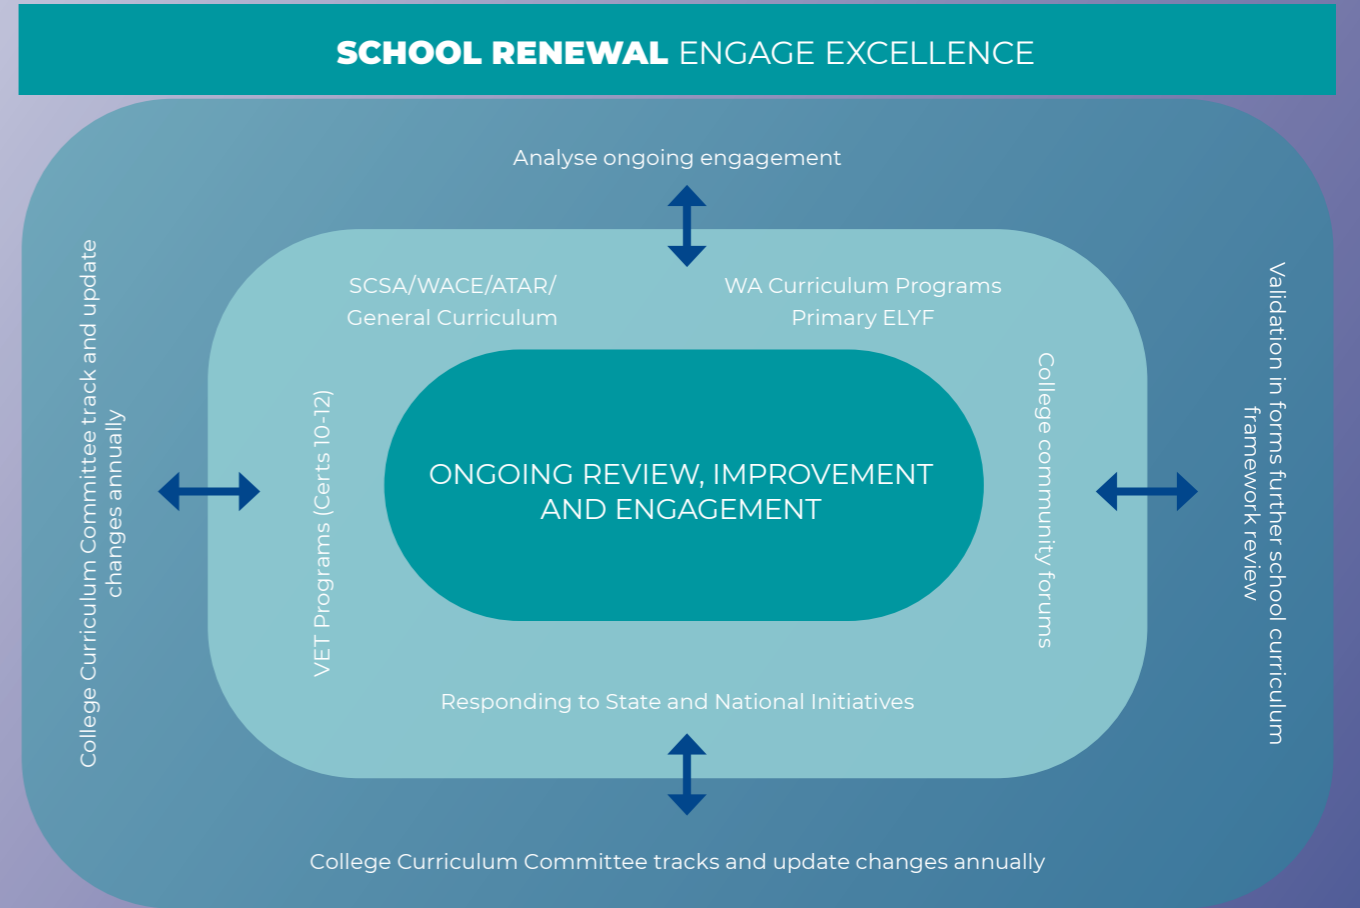 SCHOOL RENEWAL ENGAGE EXCELLENCE
Analyse ongoing engagement
SCSA/WACE/ATAR/
General Curriculum
WA Curriculum Programs
Primary ELYF
College Curriculum Committee track and update
changes annually
VET Programs (Certs 10-12)
ONGOING REVIEW, IMPROVEMENT
AND ENGAGEMENT
College community forums
Validation in forms further school curriculum
framework review
Responding to State and National Initiatives
College Curriculum Committee tracks and update changes annually